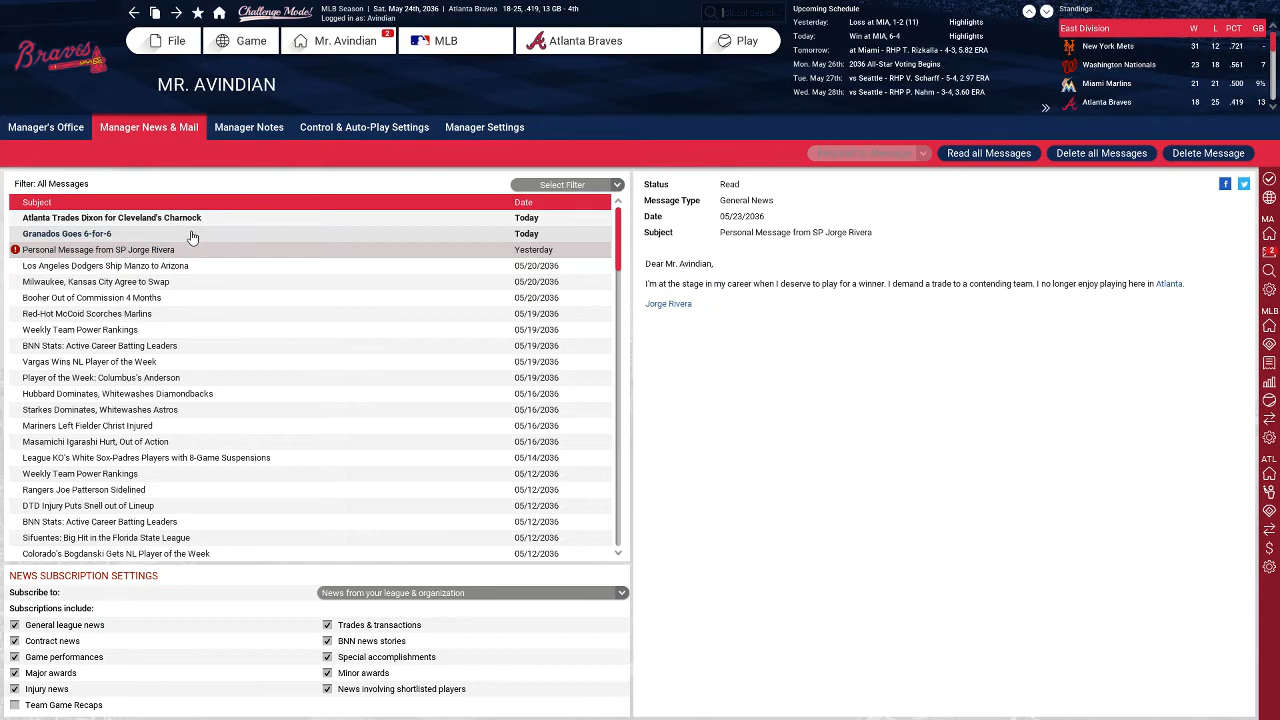 Challenge Mode!
MLB Season Sat. May 24th, 2036 Atlanta Braves 18-25, .419, 13 GB - 4th
Logged in as: Avindian
File
Game
Mr. Avindian
2
MLB
Atlanta Braves
Play
Upcoming Schedule
Yesterday: Loss at MIA, 1-2 (11) Highlights
Today: Win at MIA, 6-4 Highlights
Tomorrow: at Miami - RHP T. Rizkalla - 4-3, 5.82 ERA
Mon. May 26th: 2036 All-Star Voting Begins
Tue. May 27th: vs Seattle - RHP V. Scharff - 5-4, 2.97 ERA
Wed. May 28th: vs Seattle - RHP P. Nahm - 3-4, 3.60 ERA
Standings
East Division W L PCT GB
New York Mets 31 12 .721 -
Washington Nationals 23 18 .561 7
Miami Marlins 21 21 .500 9½
Atlanta Braves 18 25 .419 13
Braves
MR. AVINDIAN
Manager's Office
Manager News & Mail
Manager Notes
Control & Auto-Play Settings
Manager Settings
Read all Messages
Delete all Messages
Delete Message
Filter: All Messages
Select Filter
Subject Date
Atlanta Trades Dixon for Cleveland's Charnock Today
Granados Goes 6-for-6 Today
Personal Message from SP Jorge Rivera Yesterday
Los Angeles Dodgers Ship Manzo to Arizona 05/20/2036
Milwaukee, Kansas City Agree to Swap 05/20/2036
Booher Out of Commission 4 Months 05/20/2036
Red-Hot McCoid Scorches Marlins 05/19/2036
Weekly Team Power Rankings 05/19/2036
BNN Stats: Active Career Batting Leaders 05/19/2036
Vargas Wins NL Player of the Week 05/19/2036
Player of the Week: Columbus's Anderson 05/19/2036
Hubbard Dominates, Whitewashes Diamondbacks 05/16/2036
Starkes Dominates, Whitewashes Astros 05/16/2036
Mariners Left Fielder Christ Injured 05/16/2036
Masamichi Igarashi Hurt, Out of Action 05/16/2036
League KO's White Sox-Padres Players with 8-Game Suspensions 05/14/2036
Weekly Team Power Rankings 05/12/2036
Rangers Joe Patterson Sidelined 05/12/2036
DTD Injury Puts Snell out of Lineup 05/12/2036
BNN Stats: Active Career Batting Leaders 05/12/2036
Sifuentes: Big Hit in the Florida State League 05/12/2036
Colorado's Bogdanski Gets NL Player of the Week 05/12/2036
Status Read
Message Type General News
Date 05/23/2036
Subject Personal Message from SP Jorge Rivera
Dear Mr. Avindian,
I'm at the stage in my career when I deserve to play for a winner. I demand a trade to a contending team. I no longer enjoy playing here in Atlanta.
Jorge Rivera
NEWS SUBSCRIPTION SETTINGS
Subscribe to: News from your league & organization
Subscriptions include:
General league news Trades & transactions
Contract news BNN news stories
Game performances Special accomplishments
Major awards Minor awards
Injury news News involving shortlisted players
Team Game Recaps
MA
2
MLB
ATL